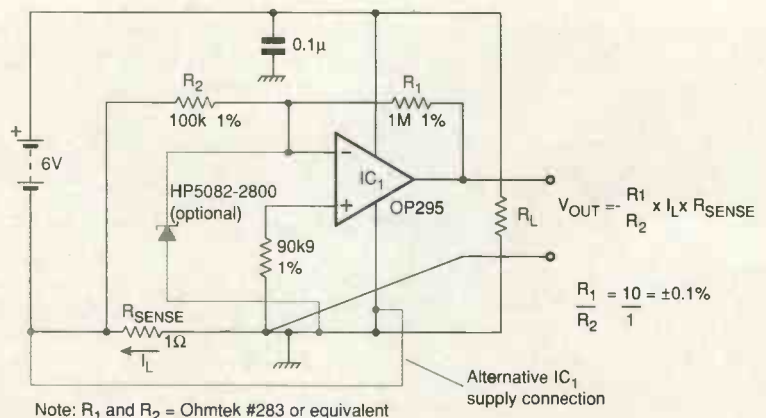 0.1µ
R2
100k 1%
R1
1M 1%
+
6V
HP5082-2800
(optional)
−
IC1
+
OP295
RL
VOUT =- R1/R2 x IL x RSENSE
90k9
1%
R1/R2 = 10/1 = ±0.1%
RSENSE
1Ω
IL
Alternative IC1
supply connection
Note: R1 and R2 = Ohmtek #283 or equivalent